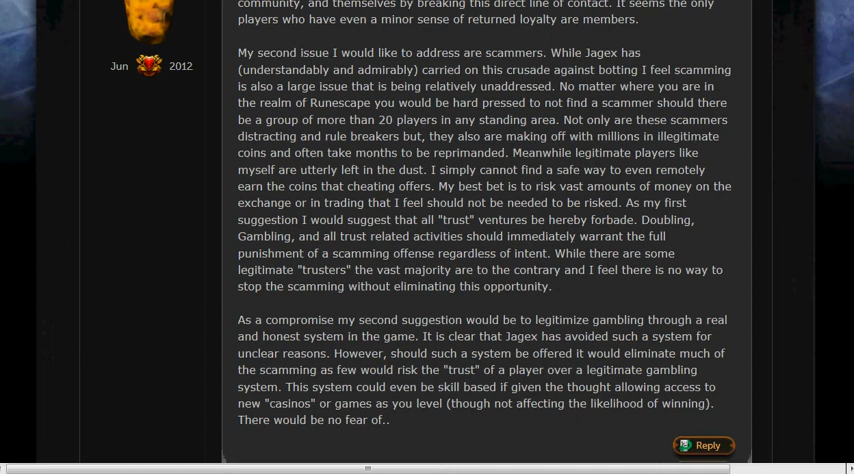 community, and themselves by breaking this direct line of contact. It seems the only
players who have even a minor sense of returned loyalty are members.
My second issue I would like to address are scammers. While Jagex has
(understandably and admirably) carried on this crusade against botting I feel scamming
is also a large issue that is being relatively unaddressed. No matter where you are in
the realm of Runescape you would be hard pressed to not find a scammer should there
be a group of more than 20 players in any standing area. Not only are these scammers
distracting and rule breakers but, they also are making off with millions in illegitimate
coins and often take months to be reprimanded. Meanwhile legitimate players like
myself are utterly left in the dust. I simply cannot find a safe way to even remotely
earn the coins that cheating offers. My best bet is to risk vast amounts of money on the
exchange or in trading that I feel should not be needed to be risked. As my first
suggestion I would suggest that all "trust" ventures be hereby forbade. Doubling,
Gambling, and all trust related activities should immediately warrant the full
punishment of a scamming offense regardless of intent. While there are some
legitimate "trusters" the vast majority are to the contrary and I feel there is no way to
stop the scamming without eliminating this opportunity.
As a compromise my second suggestion would be to legitimize gambling through a real
and honest system in the game. It is clear that Jagex has avoided such a system for
unclear reasons. However, should such a system be offered it would eliminate much of
the scamming as few would risk the "trust" of a player over a legitimate gambling
system. This system could even be skill based if given the thought allowing access to
new "casinos" or games as you level (though not affecting the likelihood of winning).
There would be no fear of..
Jun 2012
Reply